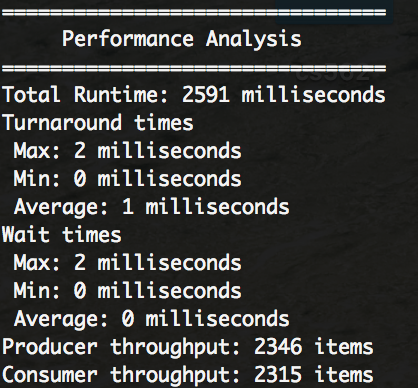 ================================
Performance Analysis
================================
cs502
Total Runtime: 2591 milliseconds
Turnaround times
Max: 2 milliseconds
Min: 0 milliseconds
Average: 1 milliseconds
Wait times
Max: 2 milliseconds
Min: 0 milliseconds
Average: 0 milliseconds
Producer throughput: 2346 items
Consumer throughput: 2315 items